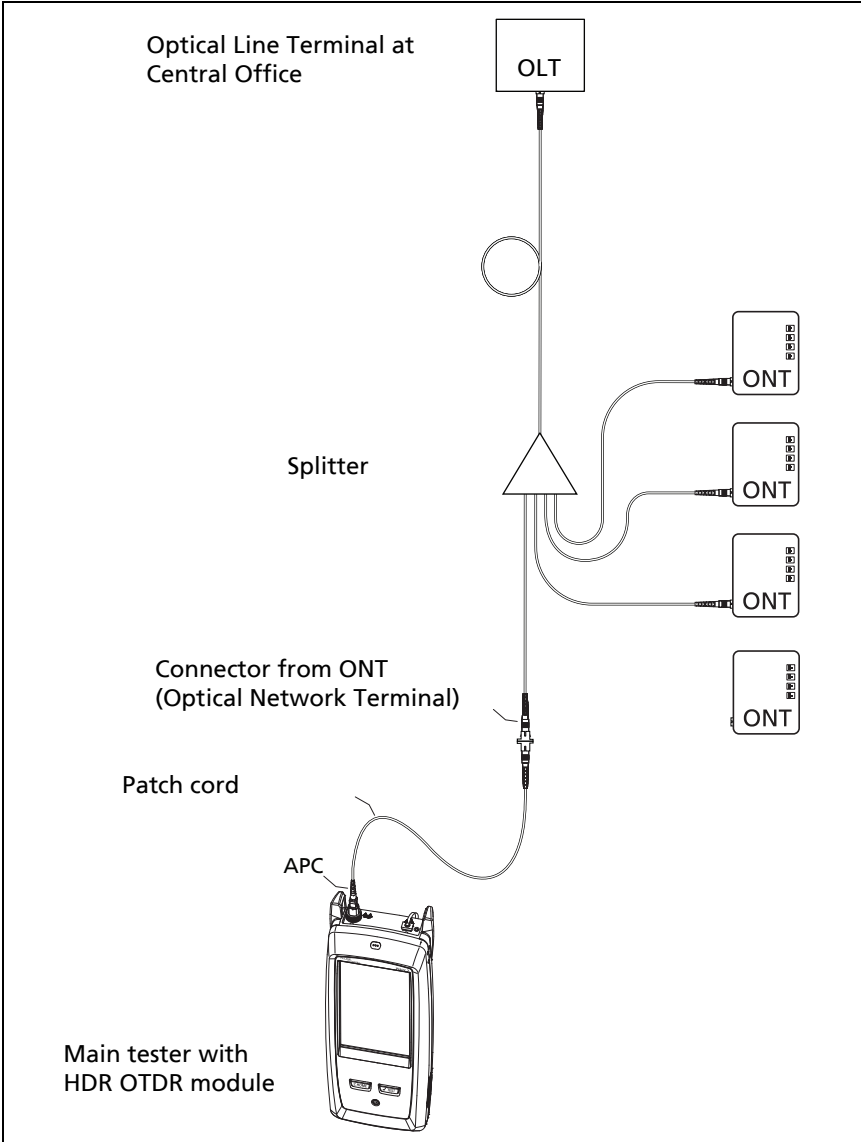 Optical Line Terminal at
Central Office
OLT
ONT
Splitter
ONT
ONT
Connector from ONT
(Optical Network Terminal)
ONT
Patch cord
APC
Main tester with
HDR OTDR module